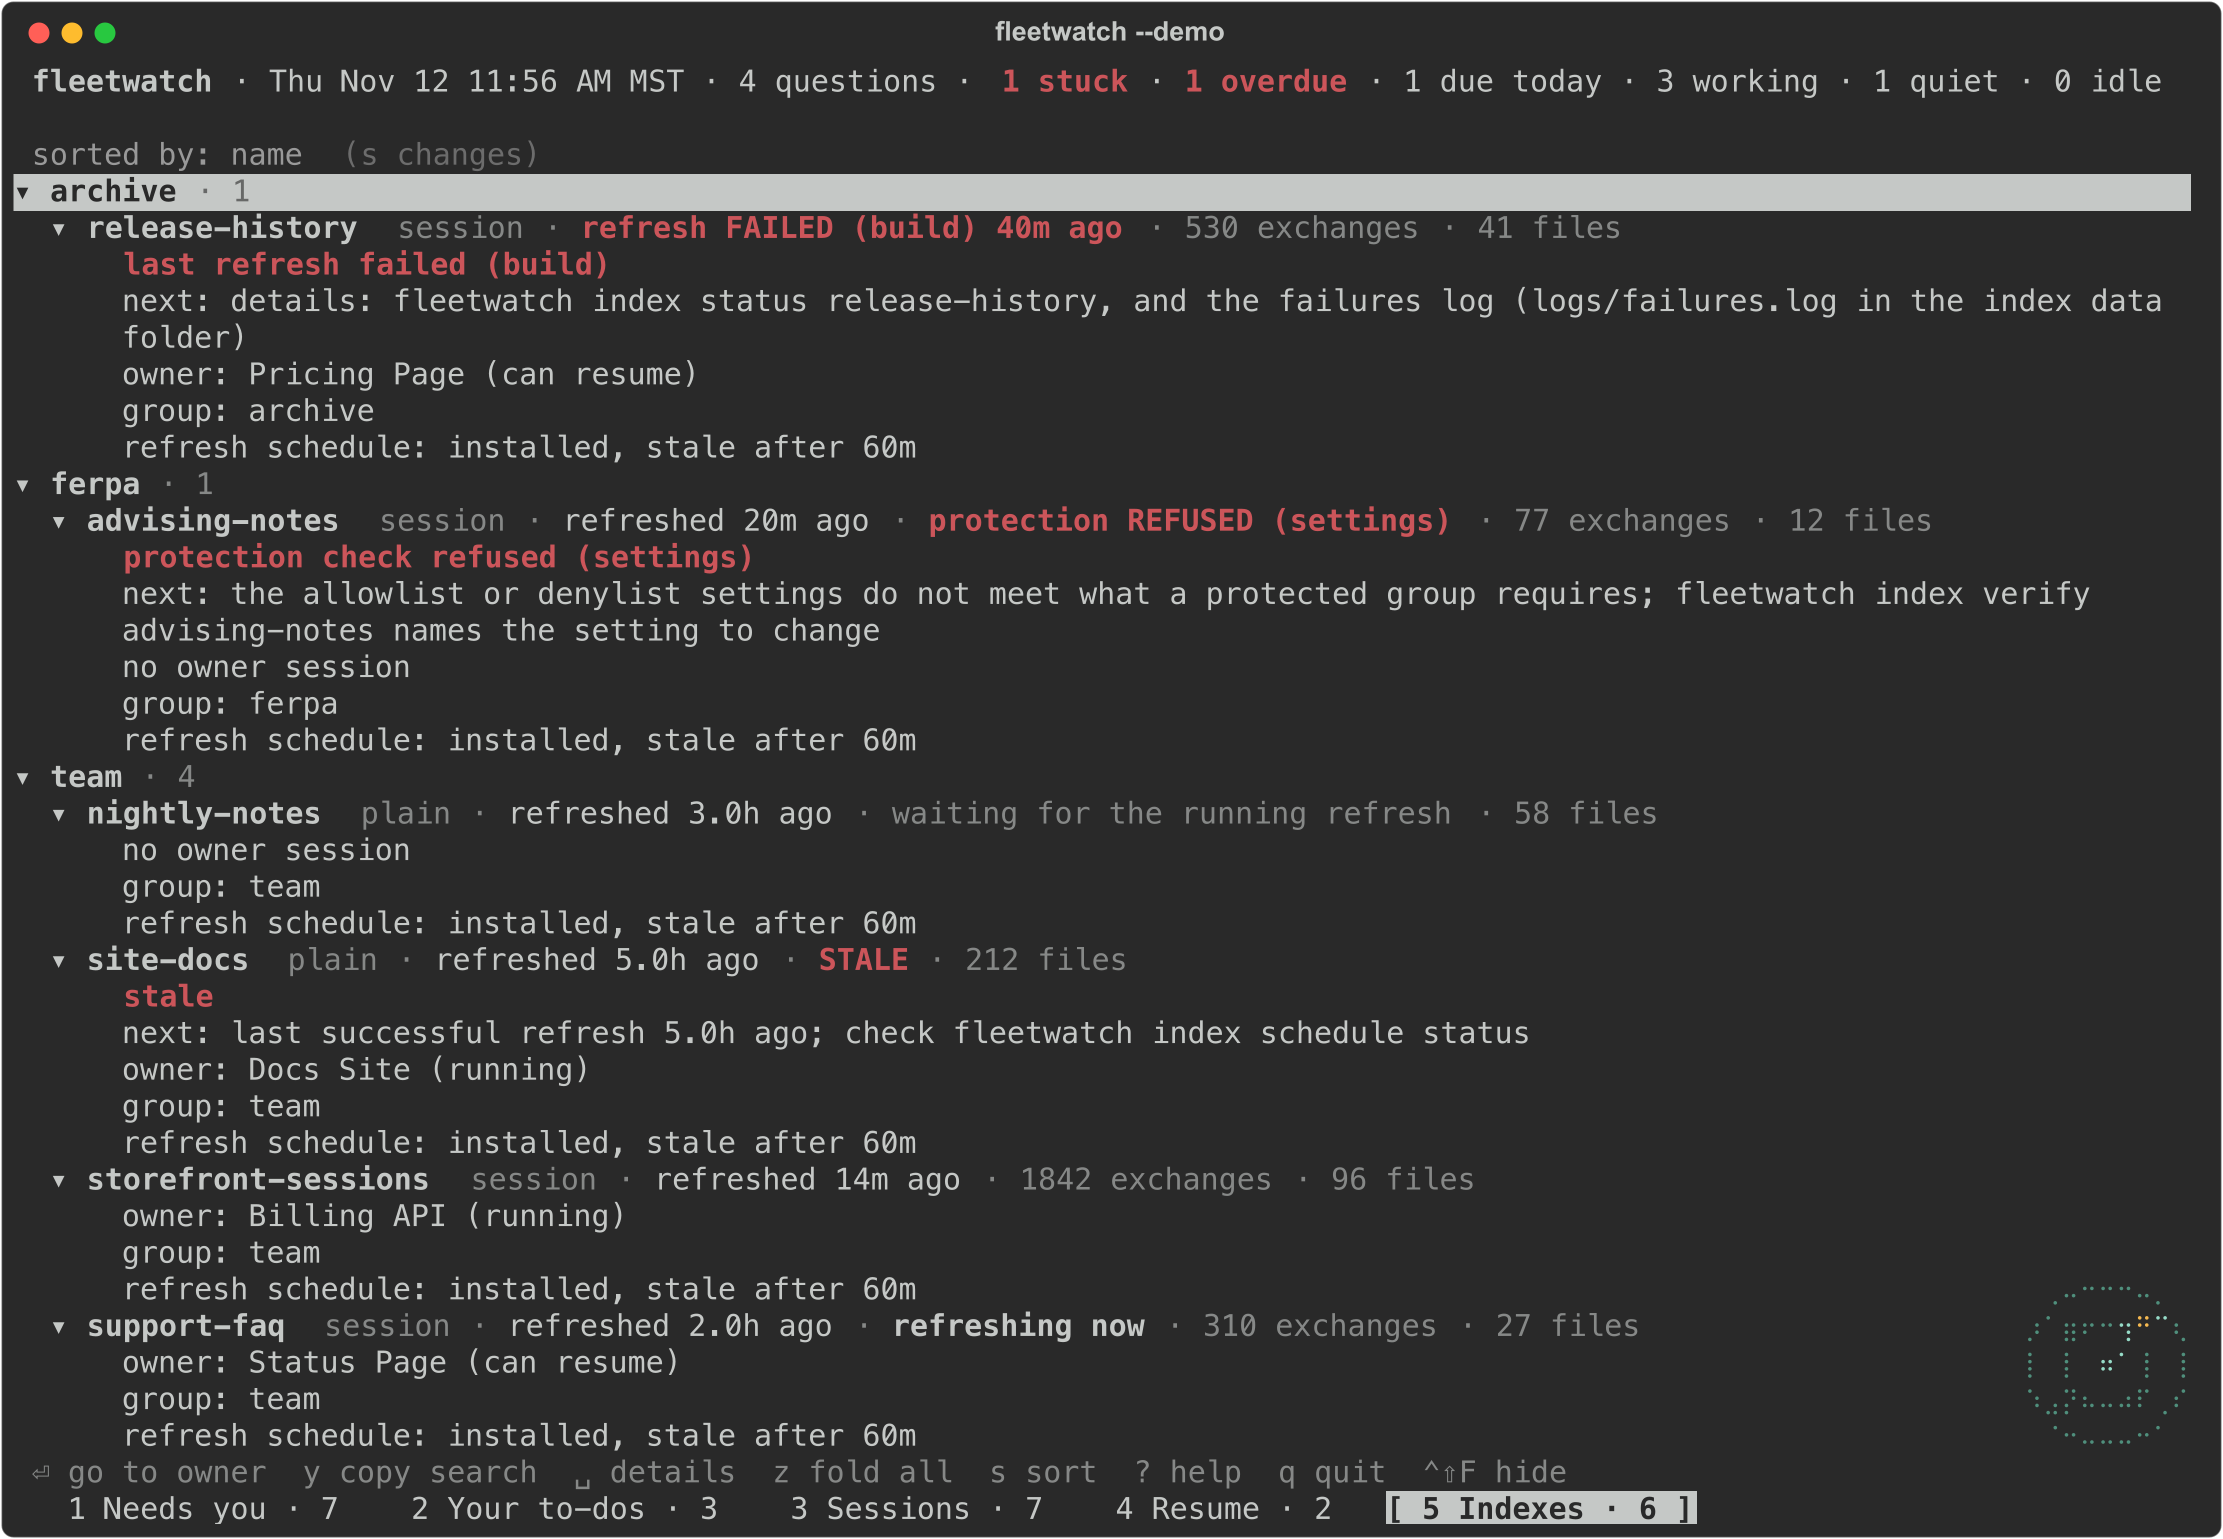 fleetwatch --demo
fleetwatch · Thu Nov 12 11:56 AM MST · 4 questions · 1 stuck · 1 overdue · 1 due today · 3 working · 1 quiet · 0 idle
sorted by: name (s changes)
▾ archive · 1
▾ release-history session · refresh FAILED (build) 40m ago · 530 exchanges · 41 files
last refresh failed (build)
next: details: fleetwatch index status release-history, and the failures log (logs/failures.log in the index data
folder)
owner: Pricing Page (can resume)
group: archive
refresh schedule: installed, stale after 60m
▾ ferpa · 1
▾ advising-notes session · refreshed 20m ago · protection REFUSED (settings) · 77 exchanges · 12 files
protection check refused (settings)
next: the allowlist or denylist settings do not meet what a protected group requires; fleetwatch index verify
advising-notes names the setting to change
no owner session
group: ferpa
refresh schedule: installed, stale after 60m
▾ team · 4
▾ nightly-notes plain · refreshed 3.0h ago · waiting for the running refresh · 58 files
no owner session
group: team
refresh schedule: installed, stale after 60m
▾ site-docs plain · refreshed 5.0h ago · STALE · 212 files
stale
next: last successful refresh 5.0h ago; check fleetwatch index schedule status
owner: Docs Site (running)
group: team
refresh schedule: installed, stale after 60m
▾ storefront-sessions session · refreshed 14m ago · 1842 exchanges · 96 files
owner: Billing API (running)
group: team
refresh schedule: installed, stale after 60m
▾ support-faq session · refreshed 2.0h ago · refreshing now · 310 exchanges · 27 files
owner: Status Page (can resume)
group: team
refresh schedule: installed, stale after 60m
⏎ go to owner y copy search ␣ details z fold all s sort ? help q quit ^⇧F hide
1 Needs you · 7 2 Your to-dos · 3 3 Sessions · 7 4 Resume · 2 [ 5 Indexes · 6 ]